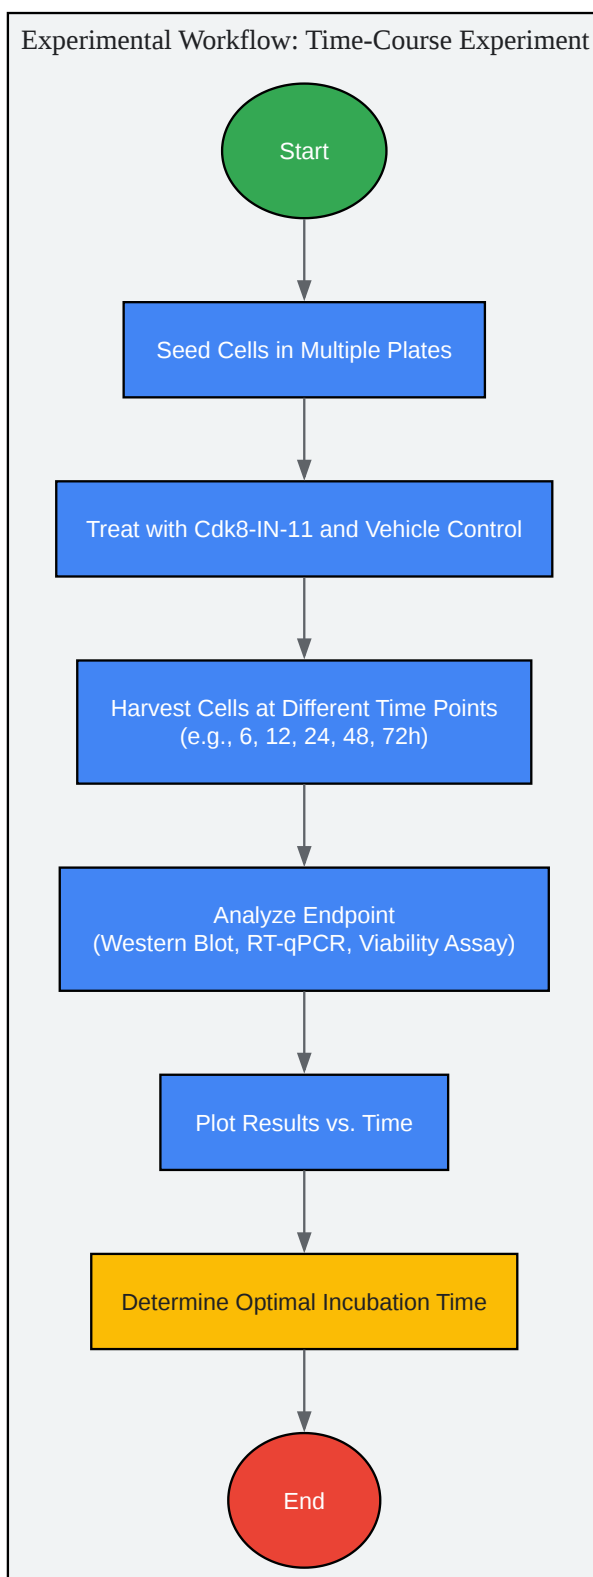 Experimental Workflow: Time-Course Experiment
Start
Seed Cells in Multiple Plates
Treat with Cdk8-IN-11 and Vehicle Control
Harvest Cells at Different Time Points
(e.g., 6, 12, 24, 48, 72h)
Analyze Endpoint
(Western Blot, RT-qPCR, Viability Assay)
Plot Results vs. Time
Determine Optimal Incubation Time
End